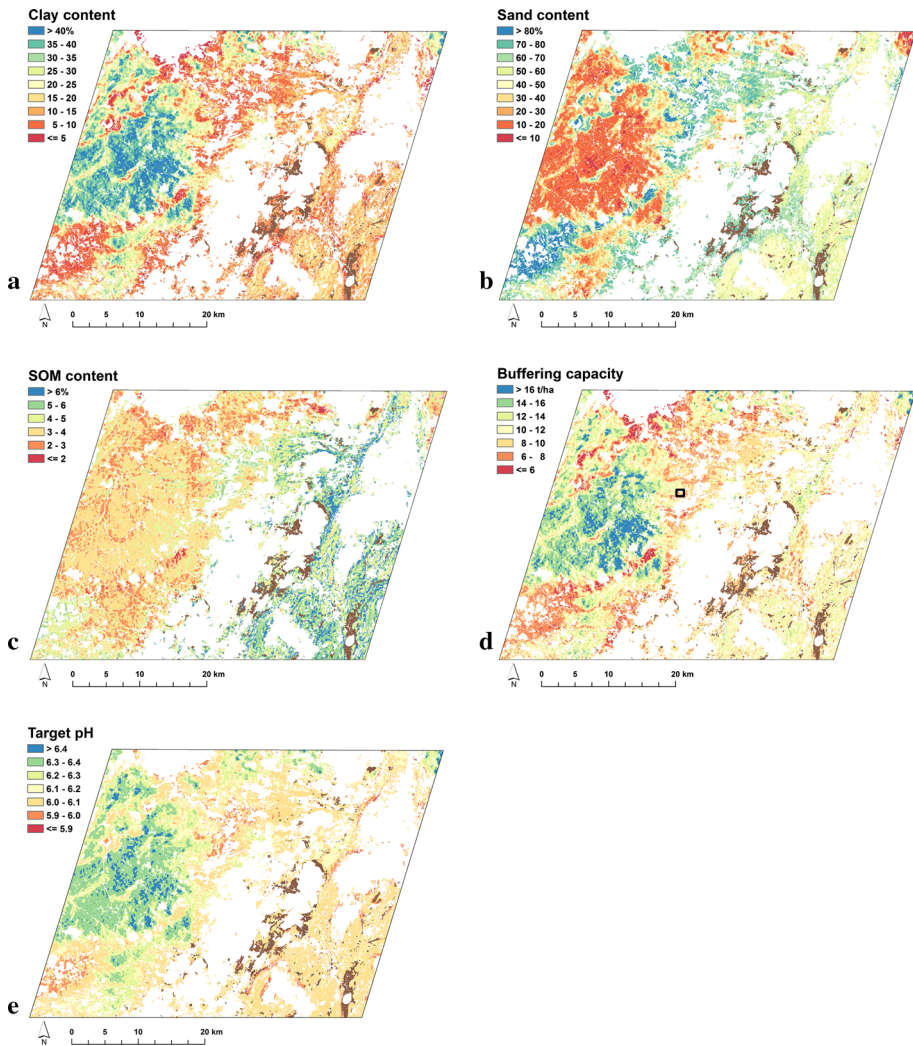 Clay content
> 40%
35 - 40
30 - 35
25 - 30
20 - 25
15 - 20
10 - 15
5 - 10
<= 5
a
N
0 5 10 20 km
Sand content
> 80%
70 - 80
60 - 70
50 - 60
40 - 50
30 - 40
20 - 30
10 - 20
<= 10
b
N
0 5 10 20 km
SOM content
> 6%
5 - 6
4 - 5
3 - 4
2 - 3
<= 2
c
N
0 5 10 20 km
Buffering capacity
> 16 t/ha
14 - 16
12 - 14
10 - 12
8 - 10
6 - 8
<= 6
d
N
0 5 10 20 km
Target pH
> 6.4
6.3 - 6.4
6.2 - 6.3
6.1 - 6.2
6.0 - 6.1
5.9 - 6.0
<= 5.9
e
N
0 5 10 20 km